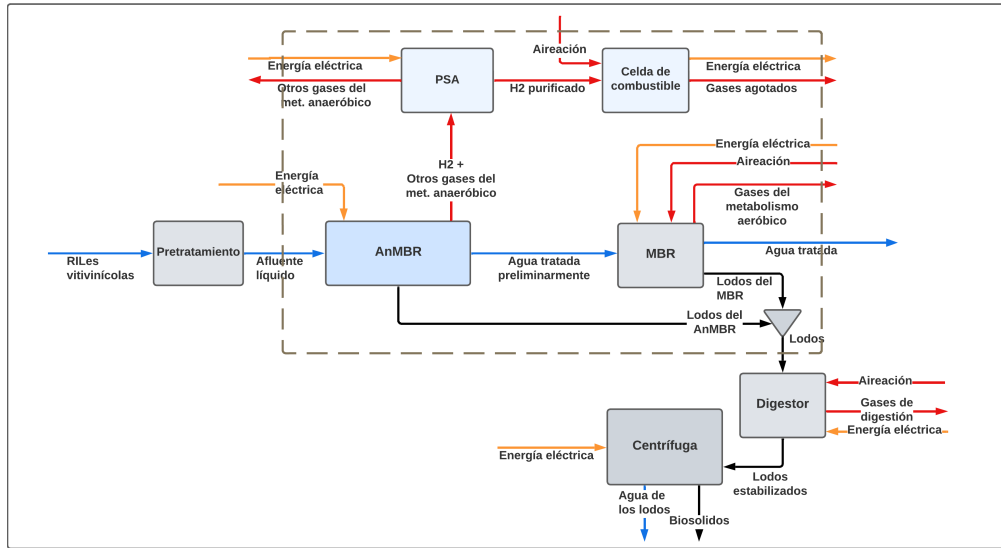 Aireación
Energía eléctrica
Otros gases del
met. anaeróbico
PSA
H2 purificado
Celda de
combustible
Energía eléctrica
Gases agotados
H2 +
Otros gases del
met. anaeróbico
Energía eléctrica
Aireación
Gases del
metabolismo
aeróbico
Energía
eléctrica
RILes
vitivinícolas
Pretratamiento
Afluente
líquido
AnMBR
Agua tratada
preliminarmente
MBR
Agua tratada
Lodos del
MBR
Lodos del
AnMBR
Lodos
Digestor
Aireación
Gases de
digestión
Energía eléctrica
Energía eléctrica
Centrífuga
Lodos
estabilizados
Agua de
los lodos
Biosolidos